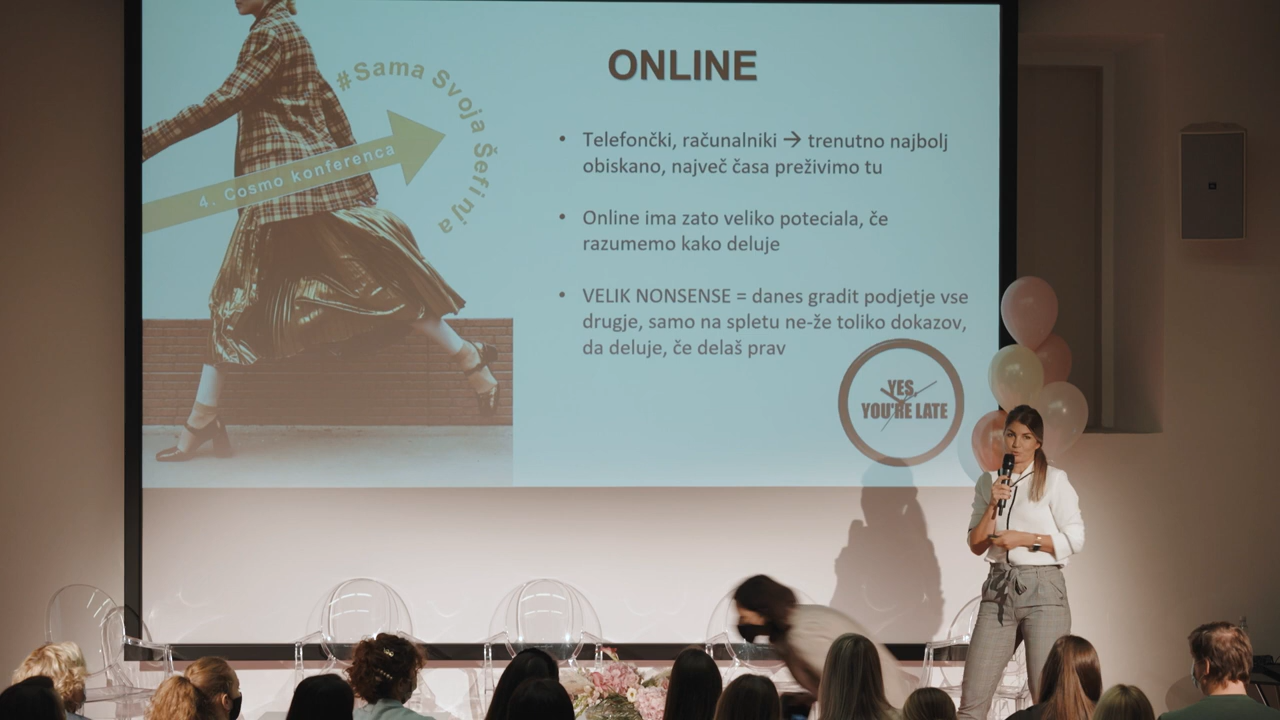 #Sama Svoja Šefinja
4. Cosmo konferenca
ONLINE
• Telefončki, računalniki → trenutno najbolj
obiskano, največ časa preživimo tu
• Online ima zato veliko poteciala, če
razumemo kako deluje
• VELIK NONSENSE = danes gradit podjetje vse
drugje, samo na spletu ne-že toliko dokazov,
da deluje, če delaš prav
YES,
YOU'RE LATE